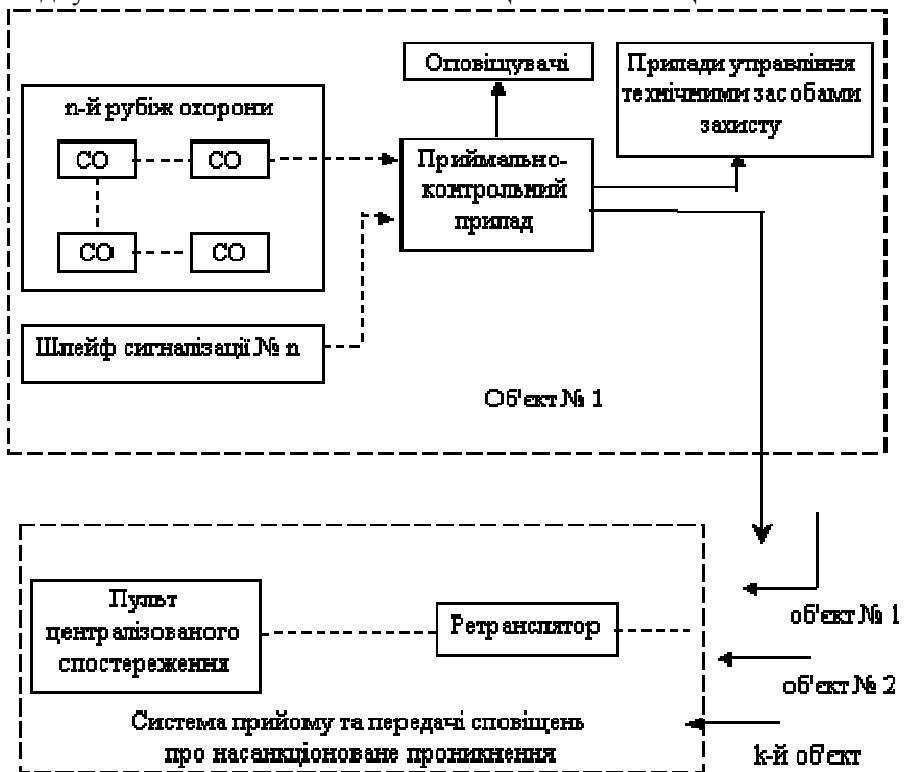 Оповіщувачі
Прилади управління
технічними засобами
захисту
n-й рубіж охорони
СО
СО
СО
СО
Приймально-
контрольний
прилад
Шлейф сигналізації № n
Об'єкт № 1
Пульт
централізованого
спостереження
Ретранслятор
об'єкт № 1
об'єкт № 2
k-й об'єкт
Система прийому та передачі сповіщень
про насанкціоноване проникнення